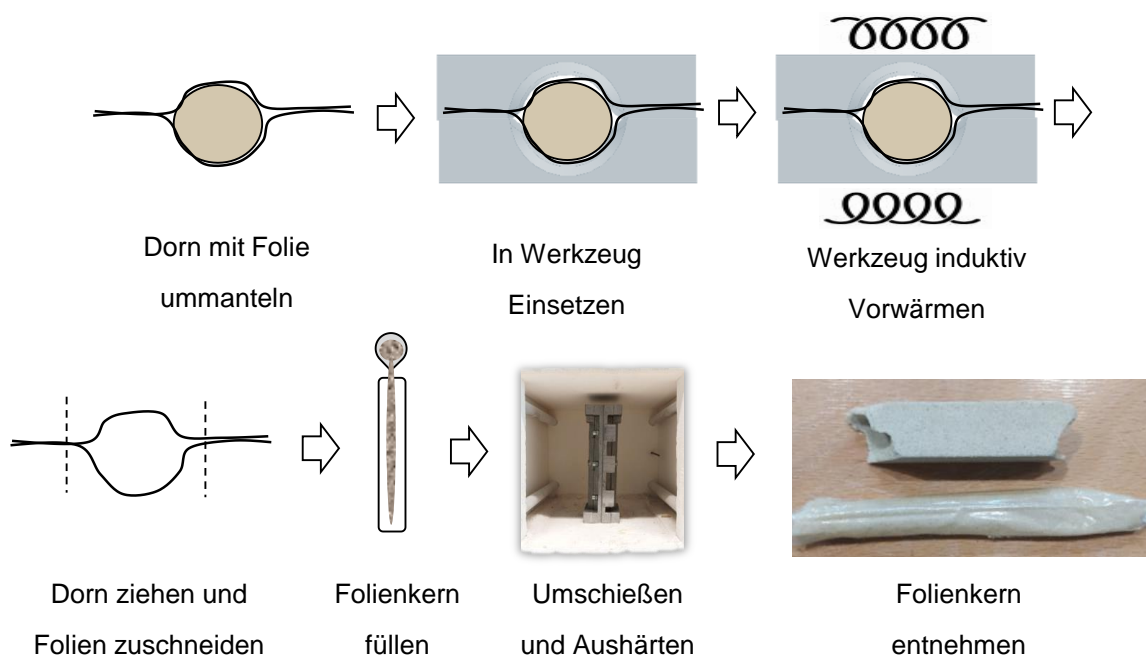 Dorn mit Folie
ummanteln
In Werkzeug
Einsetzen
Werkzeug induktiv
Vorwärmen
Dorn ziehen und
Folien zuschneiden
Folienkern
füllen
Umschießen
und Aushärten
Folienkern
entnehmen